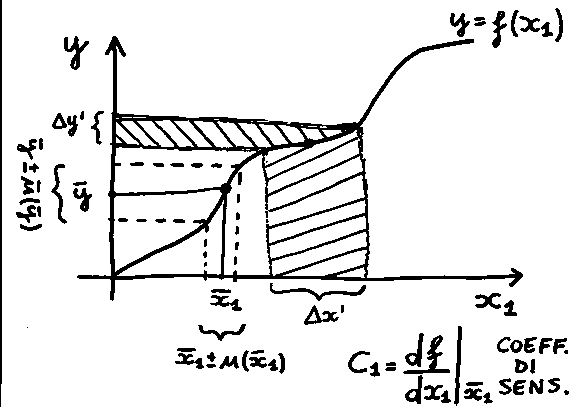 y = f(x₁)
y
Δy'
ȳ ± μ(ȳ)
ȳ
x̄₁
Δx'
x₁
x̄₁ ± μ(x̄₁)
C₁ = df/dx₁ |x̄₁ COEFF. DI SENS.